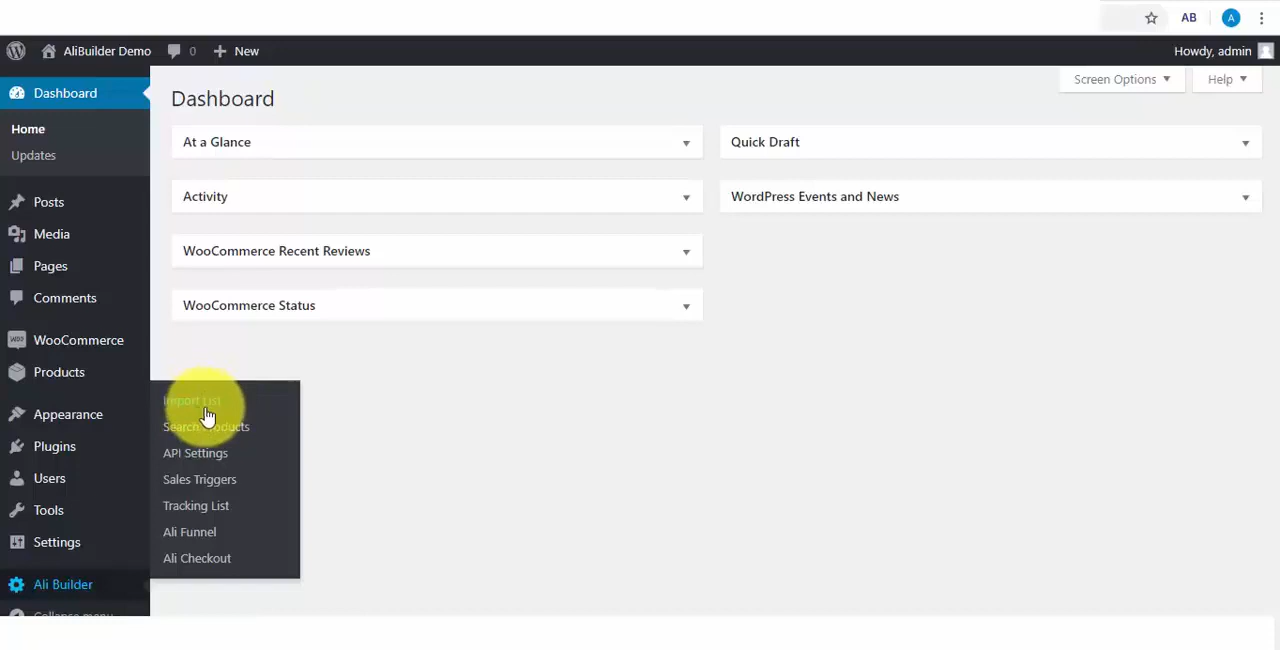 AB
A
AliBuilder Demo
0
New
Howdy, admin
Dashboard
Screen Options
Help
Dashboard
Home
Updates
At a Glance
Quick Draft
Activity
WordPress Events and News
Posts
Media
Pages
Comments
WooCommerce Recent Reviews
WooCommerce Status
WooCommerce
Products
Appearance
Plugins
Users
Tools
Settings
Ali Builder
Collapse menu
Import List
Search Products
API Settings
Sales Triggers
Tracking List
Ali Funnel
Ali Checkout